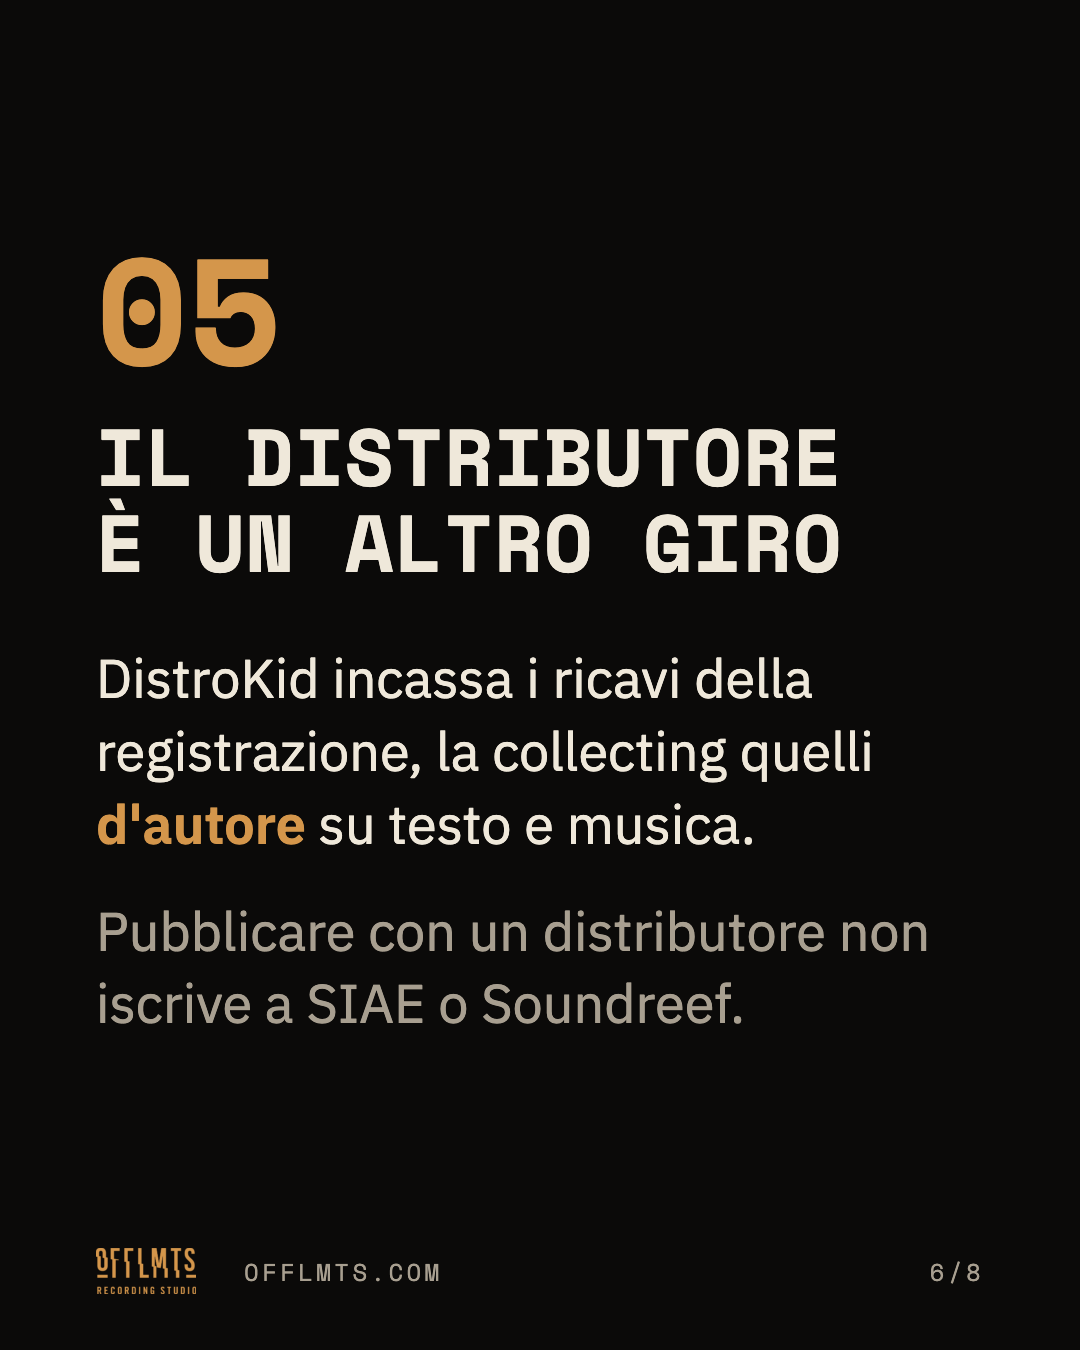 05
IL DISTRIBUTORE
È UN ALTRO GIRO
DistroKid incassa i ricavi della
registrazione, la collecting quelli
d'autore su testo e musica.
Pubblicare con un distributore non
iscrive a SIAE o Soundreef.
OFFLMTS
RECORDING STUDIO
OFFLMTS.COM
6/8